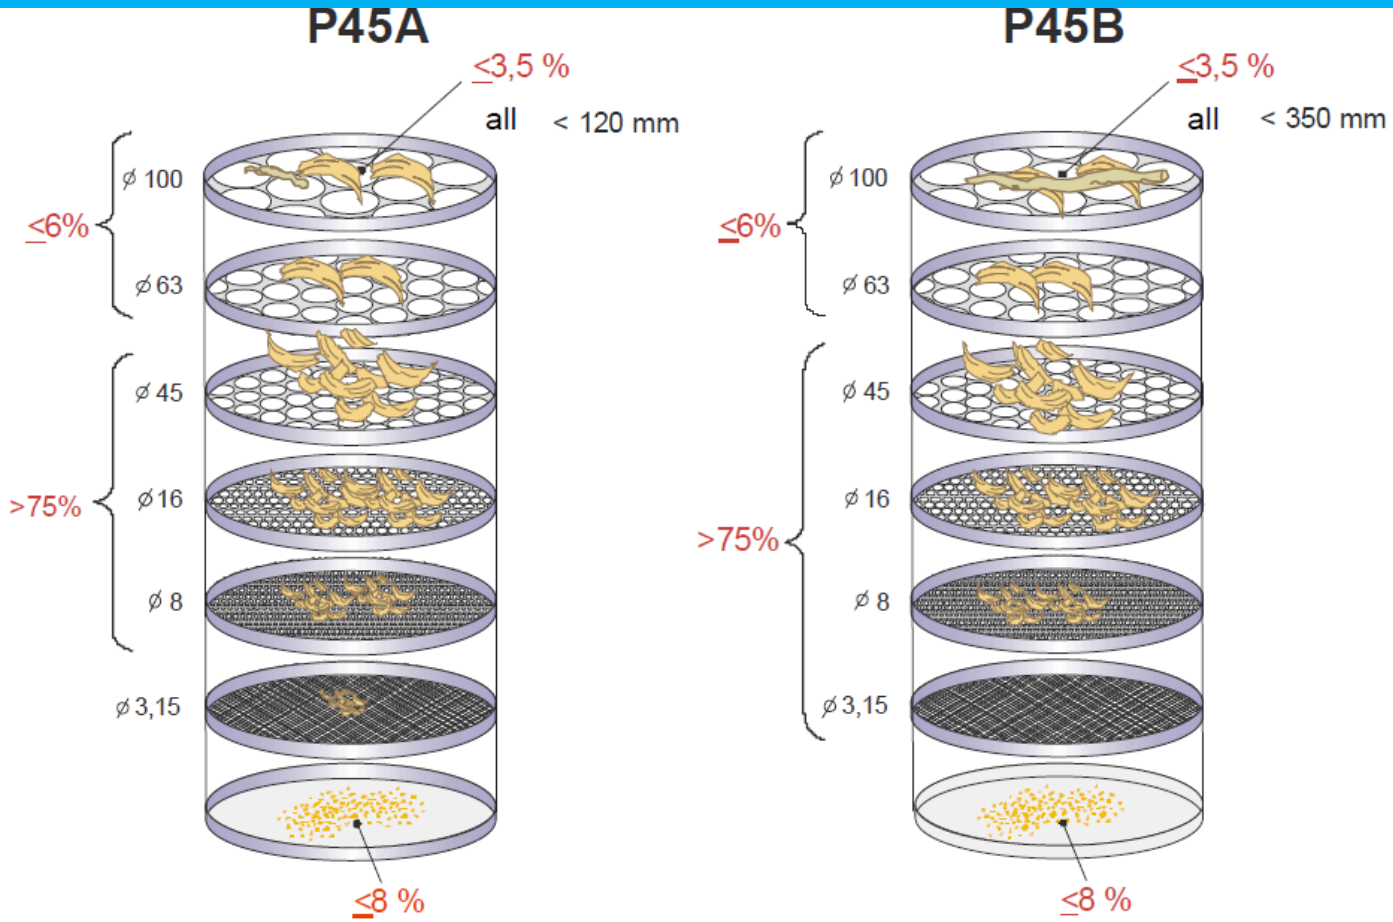 P45A
≤3,5 %
all < 120 mm
ø 100
≤6%
ø 63
ø 45
>75%
ø 16
ø 8
ø 3,15
≤8 %
P45B
≤3,5 %
all < 350 mm
ø 100
≤6%
ø 63
ø 45
ø 16
>75%
ø 8
ø 3,15
≤8 %